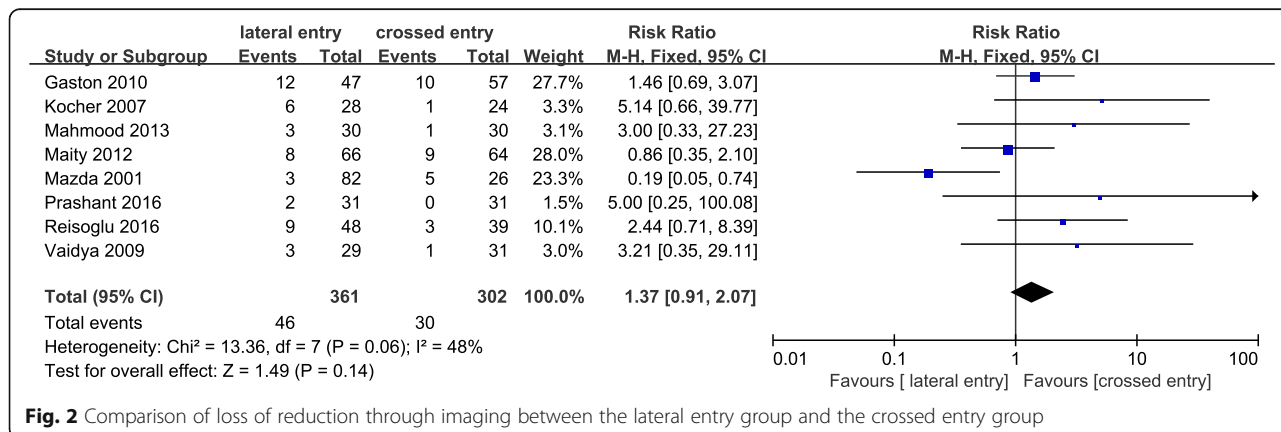 lateral entry crossed entry Risk Ratio Risk Ratio
Study or Subgroup Events Total Events Total Weight M-H, Fixed, 95% CI M-H, Fixed, 95% CI
Gaston 2010 12 47 10 57 27.7% 1.46 [0.69, 3.07]
Kocher 2007 6 28 1 24 3.3% 5.14 [0.66, 39.77]
Mahmood 2013 3 30 1 30 3.1% 3.00 [0.33, 27.23]
Maity 2012 8 66 9 64 28.0% 0.86 [0.35, 2.10]
Mazda 2001 3 82 5 26 23.3% 0.19 [0.05, 0.74]
Prashant 2016 2 31 0 31 1.5% 5.00 [0.25, 100.08]
Reisoglu 2016 9 48 3 39 10.1% 2.44 [0.71, 8.39]
Vaidya 2009 3 29 1 31 3.0% 3.21 [0.35, 29.11]
Total (95% CI) 361 302 100.0% 1.37 [0.91, 2.07]
Total events 46 30
Heterogeneity: Chi² = 13.36, df = 7 (P = 0.06); I² = 48%
Test for overall effect: Z = 1.49 (P = 0.14)
0.01 0.1 1 10 100
Favours [ lateral entry] Favours [crossed entry]
Fig. 2 Comparison of loss of reduction through imaging between the lateral entry group and the crossed entry group